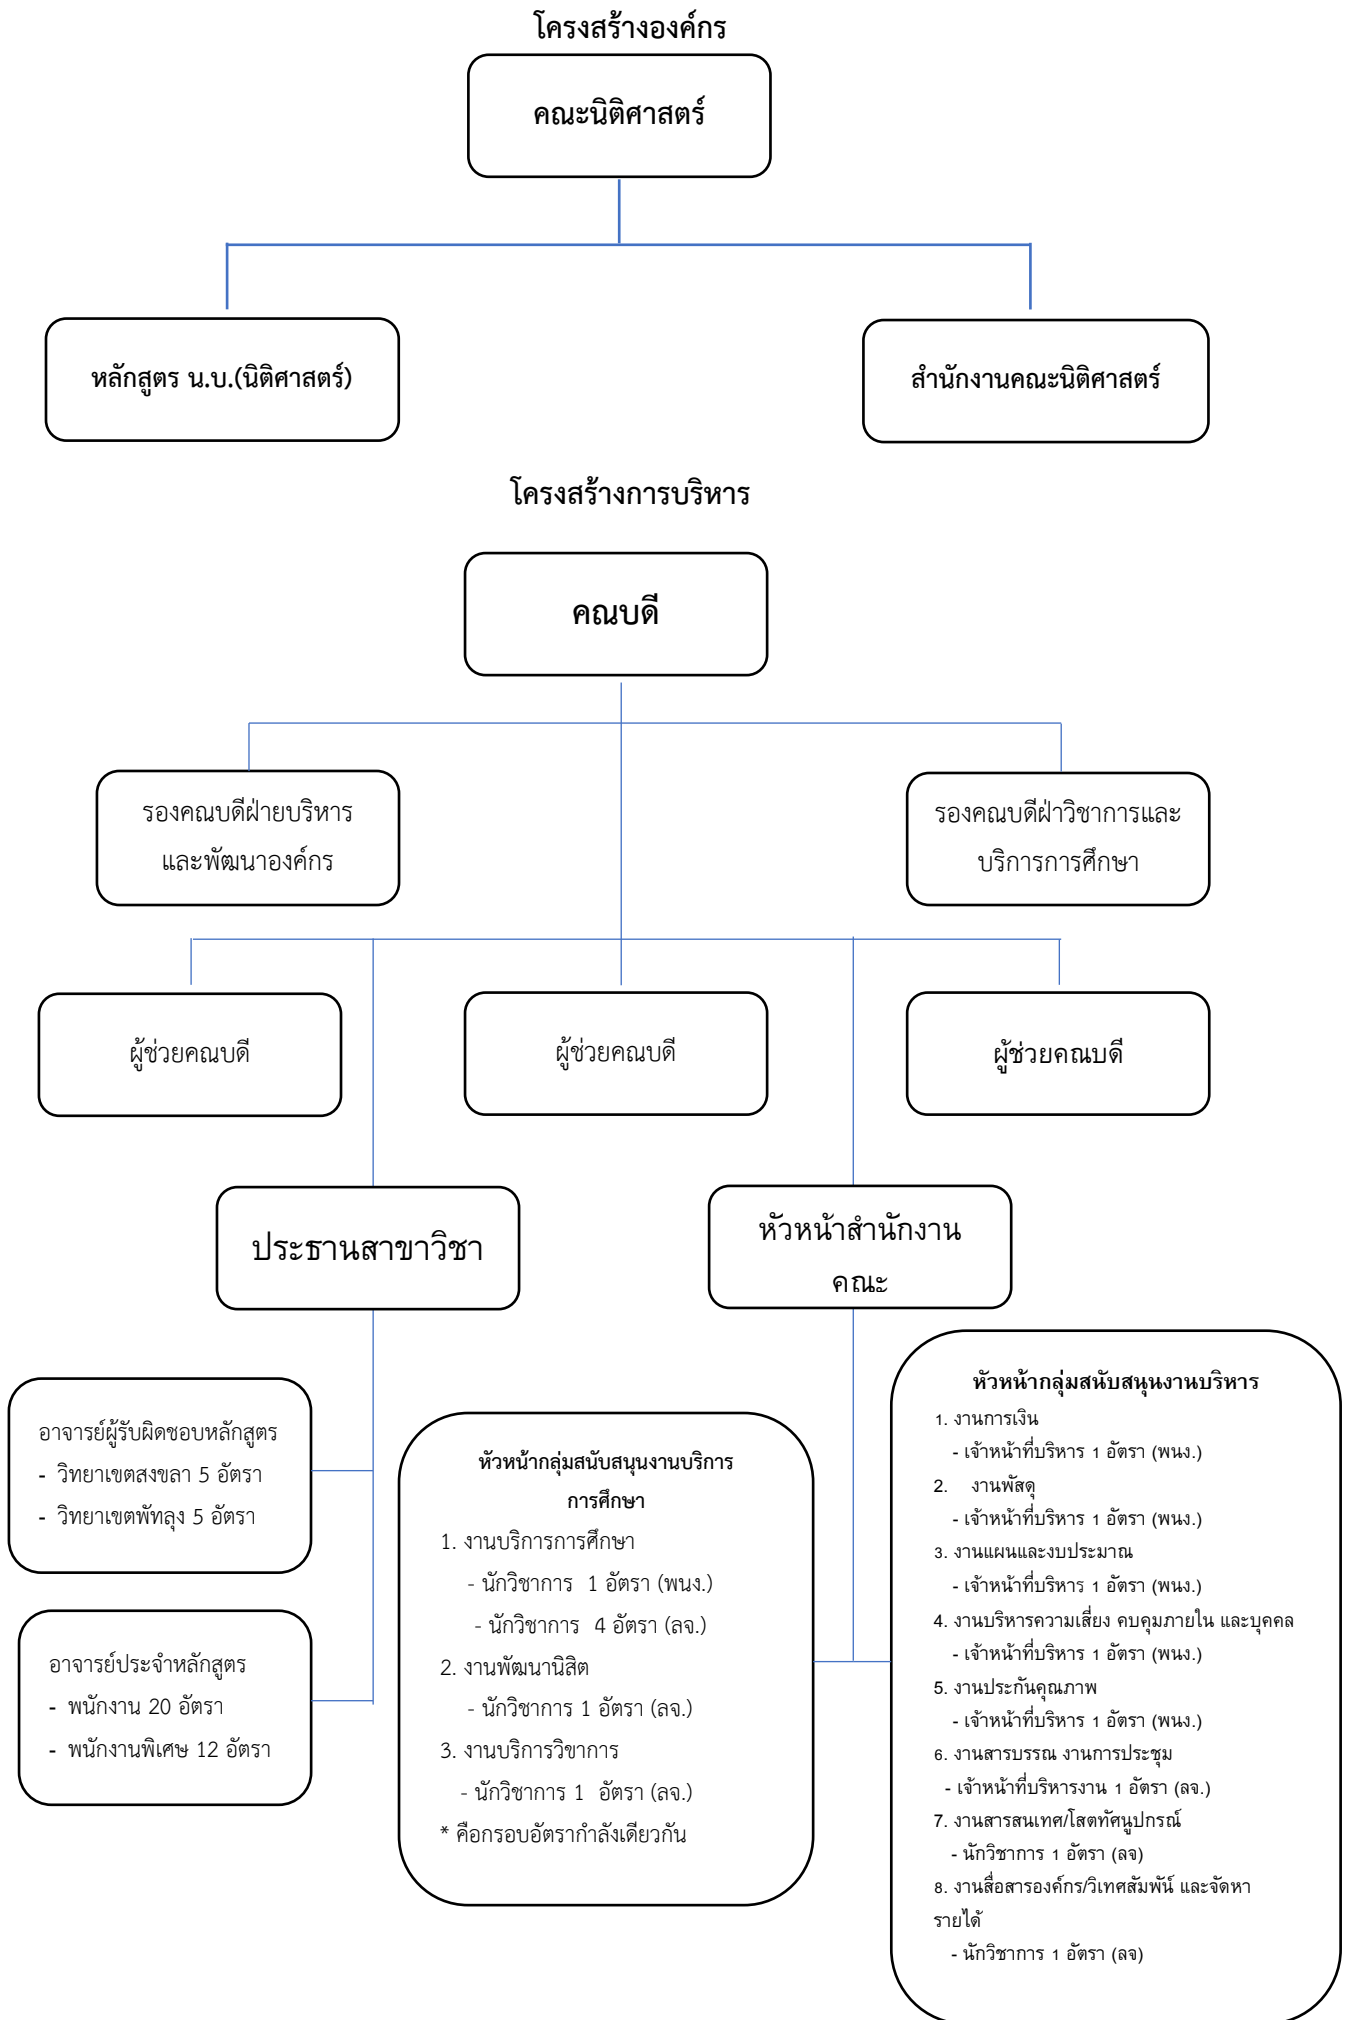 โครงสร้างองค์กร
คณะนิติศาสตร์
หลักสูตร น.บ.(นิติศาสตร์)
สำนักงานคณะนิติศาสตร์
โครงสร้างการบริหาร
คณบดี
รองคณบดีฝ่ายบริหาร
และพัฒนาองค์กร
รองคณบดีฝ่าวิชาการและ
บริการการศึกษา
ผู้ช่วยคณบดี
ผู้ช่วยคณบดี
ผู้ช่วยคณบดี
ประธานสาขาวิชา
หัวหน้าสำนักงาน
คณะ
อาจารย์ผู้รับผิดชอบหลักสูตร
- วิทยาเขตสงขลา 5 อัตรา
- วิทยาเขตพัทลุง 5 อัตรา
อาจารย์ประจำหลักสูตร
- พนักงาน 20 อัตรา
- พนักงานพิเศษ 12 อัตรา
หัวหน้ากลุ่มสนับสนุนงานบริการ
การศึกษา
1. งานบริการการศึกษา
- นักวิชาการ 1 อัตรา (พนง.)
- นักวิชาการ 4 อัตรา (ลจ.)
2. งานพัฒนานิสิต
- นักวิชาการ 1 อัตรา (ลจ.)
3. งานบริการวิขาการ
- นักวิชาการ 1 อัตรา (ลจ.)
* คือกรอบอัตรากำลังเดียวกัน
หัวหน้ากลุ่มสนับสนุนงานบริหาร
1. งานการเงิน
- เจ้าหน้าที่บริหาร 1 อัตรา (พนง.)
2. งานพัสดุ
- เจ้าหน้าที่บริหาร 1 อัตรา (พนง.)
3. งานแผนและงบประมาณ
- เจ้าหน้าที่บริหาร 1 อัตรา (พนง.)
4. งานบริหารความเสี่ยง ควบคุมภายใน และบุคคล
- เจ้าหน้าที่บริหาร 1 อัตรา (พนง.)
5. งานประกันคุณภาพ
- เจ้าหน้าที่บริหาร 1 อัตรา (พนง.)
6. งานสารบรรณ งานการประชุม
- เจ้าหน้าที่บริหารงาน 1 อัตรา (ลจ.)
7. งานสารสนเทศ/โสตทัศนูปกรณ์
- นักวิชาการ 1 อัตรา (ลจ)
8. งานสื่อสารองค์กร/วิเทศสัมพันธ์ และจัดหา
รายได้
- นักวิชาการ 1 อัตรา (ลจ)